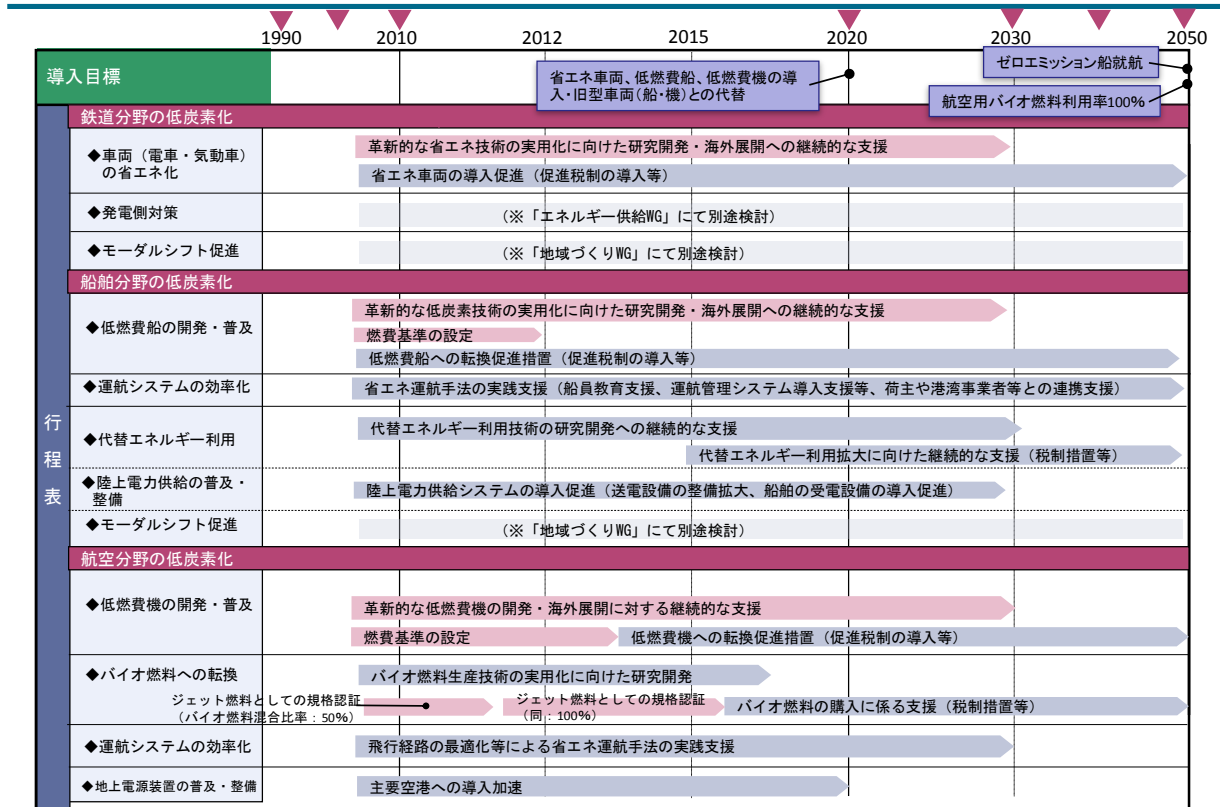 1990 2010 2012 2015 2020 2030 2050
導入目標
省エネ車両、低燃費船、低燃費機の導
入・旧型車両(船・機)との代替
ゼロエミッション船就航
航空用バイオ燃料利用率100%
行程表
鉄道分野の低炭素化
◆車両(電車・気動車)
の省エネ化
革新的な省エネ技術の実用化に向けた研究開発・海外展開への継続的な支援
省エネ車両の導入促進(促進税制の導入等)
◆発電側対策
(※「エネルギー供給WG」にて別途検討)
◆モーダルシフト促進
(※「地域づくりWG」にて別途検討)
船舶分野の低炭素化
◆低燃費船の開発・普及
革新的な低炭素技術の実用化に向けた研究開発・海外展開への継続的な支援
燃費基準の設定
低燃費船への転換促進措置(促進税制の導入等)
◆運航システムの効率化
省エネ運航手法の実践支援(船員教育支援、運航管理システム導入支援等、荷主や港湾事業者等との連携支援)
◆代替エネルギー利用
代替エネルギー利用技術の研究開発への継続的な支援
代替エネルギー利用拡大に向けた継続的な支援(税制措置等)
◆陸上電力供給の普及・
整備
陸上電力供給システムの導入促進(送電設備の整備拡大、船舶の受電設備の導入促進)
◆モーダルシフト促進
(※「地域づくりWG」にて別途検討)
航空分野の低炭素化
◆低燃費機の開発・普及
革新的な低燃費機の開発・海外展開に対する継続的な支援
燃費基準の設定
低燃費機への転換促進措置(促進税制の導入等)
◆バイオ燃料への転換
バイオ燃料生産技術の実用化に向けた研究開発
ジェット燃料としての規格認証
(バイオ燃料混合比率:50%)
ジェット燃料としての規格認証
(同:100%)
バイオ燃料の購入に係る支援(税制措置等)
◆運航システムの効率化
飛行経路の最適化等による省エネ運航手法の実践支援
◆地上電源装置の普及・整備
主要空港への導入加速